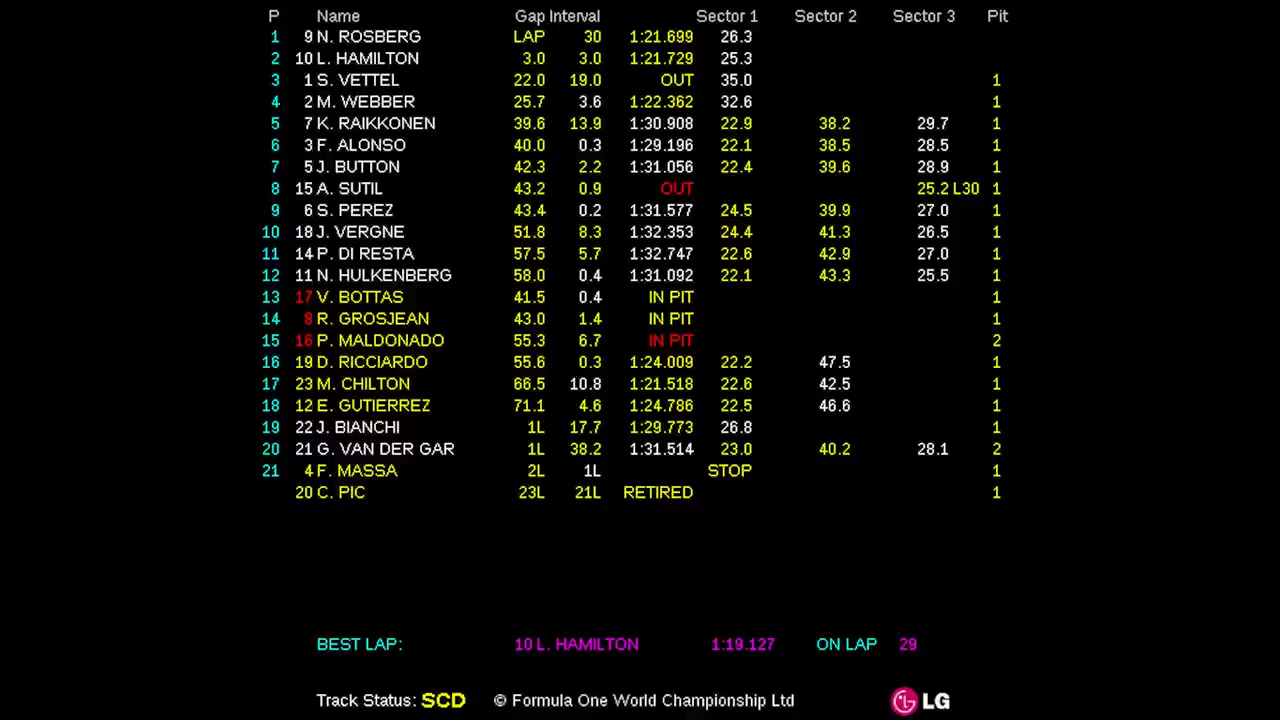 P Name Gap Interval Sector 1 Sector 2 Sector 3 Pit
1 9 N. ROSBERG LAP 30 1:21.699 26.3
2 10 L. HAMILTON 3.0 3.0 1:21.729 25.3
3 1 S. VETTEL 22.0 19.0 OUT 35.0 1
4 2 M. WEBBER 25.7 3.6 1:22.362 32.6 1
5 7 K. RAIKKONEN 39.6 13.9 1:30.908 22.9 38.2 29.7 1
6 3 F. ALONSO 40.0 0.3 1:29.196 22.1 38.5 28.5 1
7 5 J. BUTTON 42.3 2.2 1:31.056 22.4 39.6 28.9 1
8 15 A. SUTIL 43.2 0.9 OUT 25.2 L30 1
9 6 S. PEREZ 43.4 0.2 1:31.577 24.5 39.9 27.0 1
10 18 J. VERGNE 51.8 8.3 1:32.353 24.4 41.3 26.5 1
11 14 P. DI RESTA 57.5 5.7 1:32.747 22.6 42.9 27.0 1
12 11 N. HULKENBERG 58.0 0.4 1:31.092 22.1 43.3 25.5 1
13 17 V. BOTTAS 41.5 0.4 IN PIT 1
14 8 R. GROSJEAN 43.0 1.4 IN PIT 1
15 16 P. MALDONADO 55.3 6.7 IN PIT 2
16 19 D. RICCIARDO 55.6 0.3 1:24.009 22.2 47.5 1
17 23 M. CHILTON 66.5 10.8 1:21.518 22.6 42.5 1
18 12 E. GUTIERREZ 71.1 4.6 1:24.786 22.5 46.6 1
19 22 J. BIANCHI 1L 17.7 1:29.773 26.8 1
20 21 G. VAN DER GAR 1L 38.2 1:31.514 23.0 40.2 28.1 2
21 4 F. MASSA 2L 1L STOP 1
20 C. PIC 23L 21L RETIRED 1
BEST LAP: 10 L. HAMILTON 1:19.127 ON LAP 29
Track Status: SCD © Formula One World Championship Ltd LG